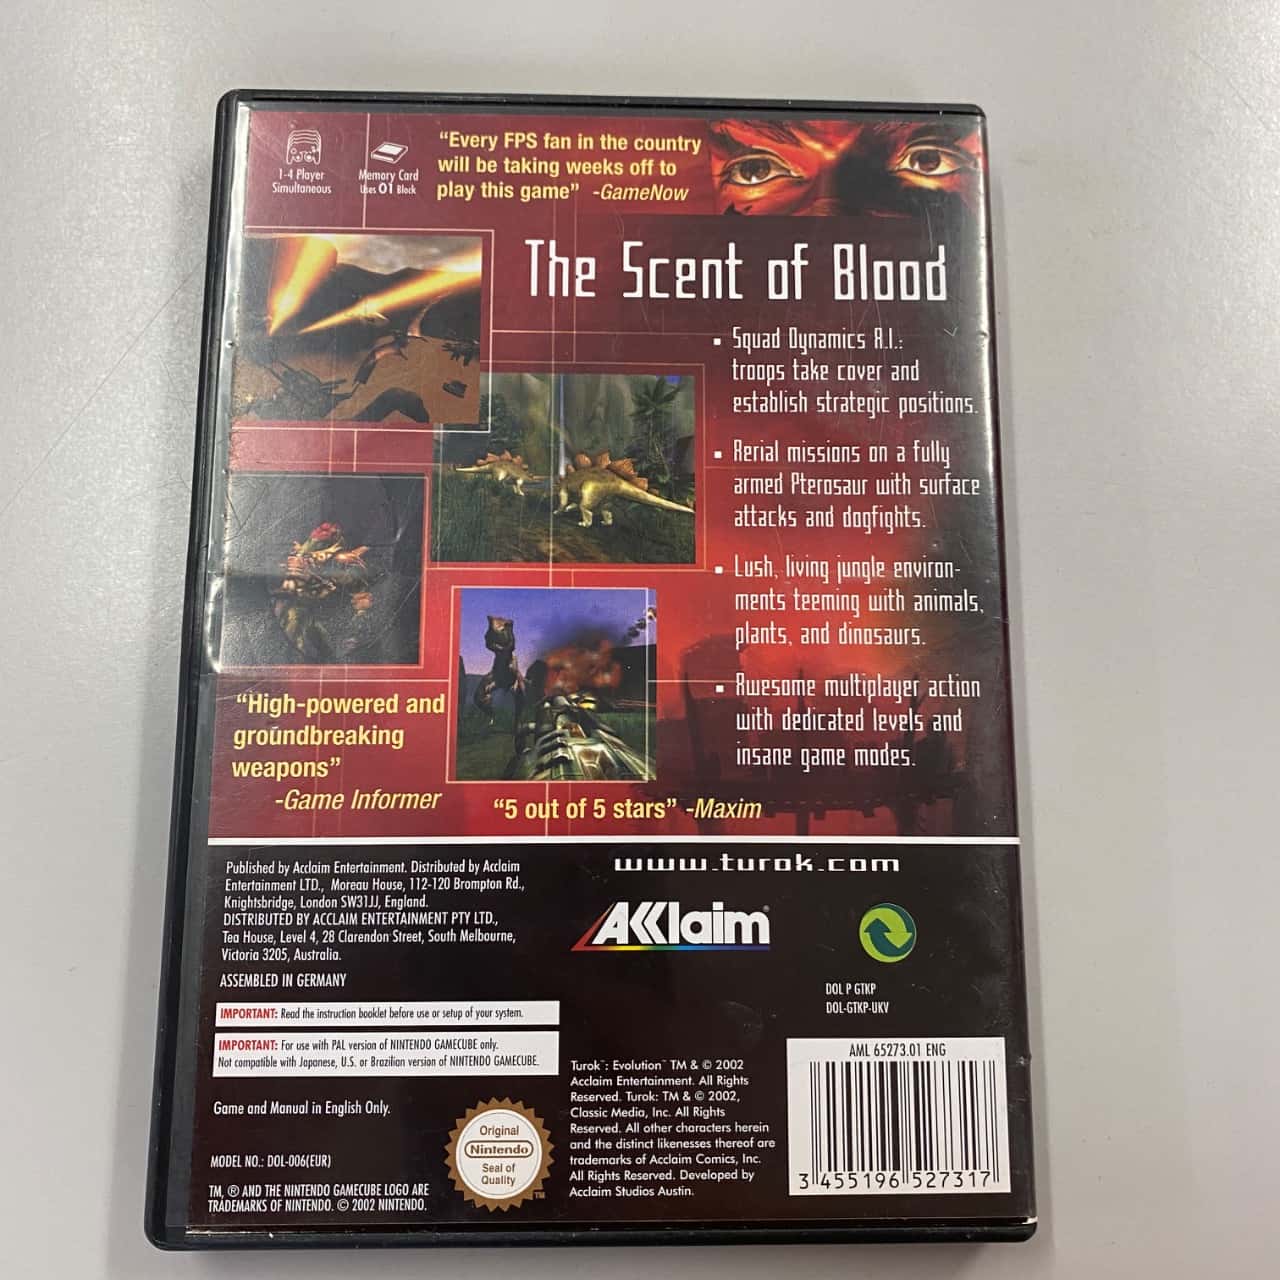 1-4 Player
Simultaneous
Memory Card
Uses 01 Block
“Every FPS fan in the country
will be taking weeks off to
play this game” -GameNow
The Scent of Blood
▪ Squad Dynamics A.I.:
troops take cover and
establish strategic positions.
▪ Aerial missions on a fully
armed Pterosaur with surface
attacks and dogfights.
▪ Lush, living jungle environ-
ments teeming with animals,
plants, and dinosaurs.
▪ Awesome multiplayer action
with dedicated levels and
insane game modes.
“High-powered and
groundbreaking
weapons”
-Game Informer
“5 out of 5 stars” -Maxim
www.turok.com
Published by Acclaim Entertainment. Distributed by Acclaim
Entertainment LTD., Moreau House, 112-120 Brompton Rd.,
Knightsbridge, London SW31JJ, England.
DISTRIBUTED BY ACCLAIM ENTERTAINMENT PTY LTD.,
Tea House, Level 4, 28 Clarendon Street, South Melbourne,
Victoria 3205, Australia.
ASSEMBLED IN GERMANY
AKKlaim®
DOL P GTKP
DOL-GTKP-UKV
IMPORTANT: Read the instruction booklet before use or setup of your system.
IMPORTANT: For use with PAL version of NINTENDO GAMECUBE only.
Not compatible with Japanese, U.S. or Brazilian version of NINTENDO GAMECUBE.
Game and Manual in English Only.
MODEL NO.: DOL-006(EUR)
TM, ® AND THE NINTENDO GAMECUBE LOGO ARE
TRADEMARKS OF NINTENDO. © 2002 NINTENDO.
Original
Nintendo
Seal of
Quality
TM
Turok™: Evolution™ TM & © 2002
Acclaim Entertainment. All Rights
Reserved. Turok: TM & © 2002,
Classic Media, Inc. All Rights
Reserved. All other characters herein
and the distinct likenesses thereof are
trademarks of Acclaim Comics, Inc.
All Rights Reserved. Developed by
Acclaim Studios Austin.
AML 65273.01 ENG
3 455196 527317